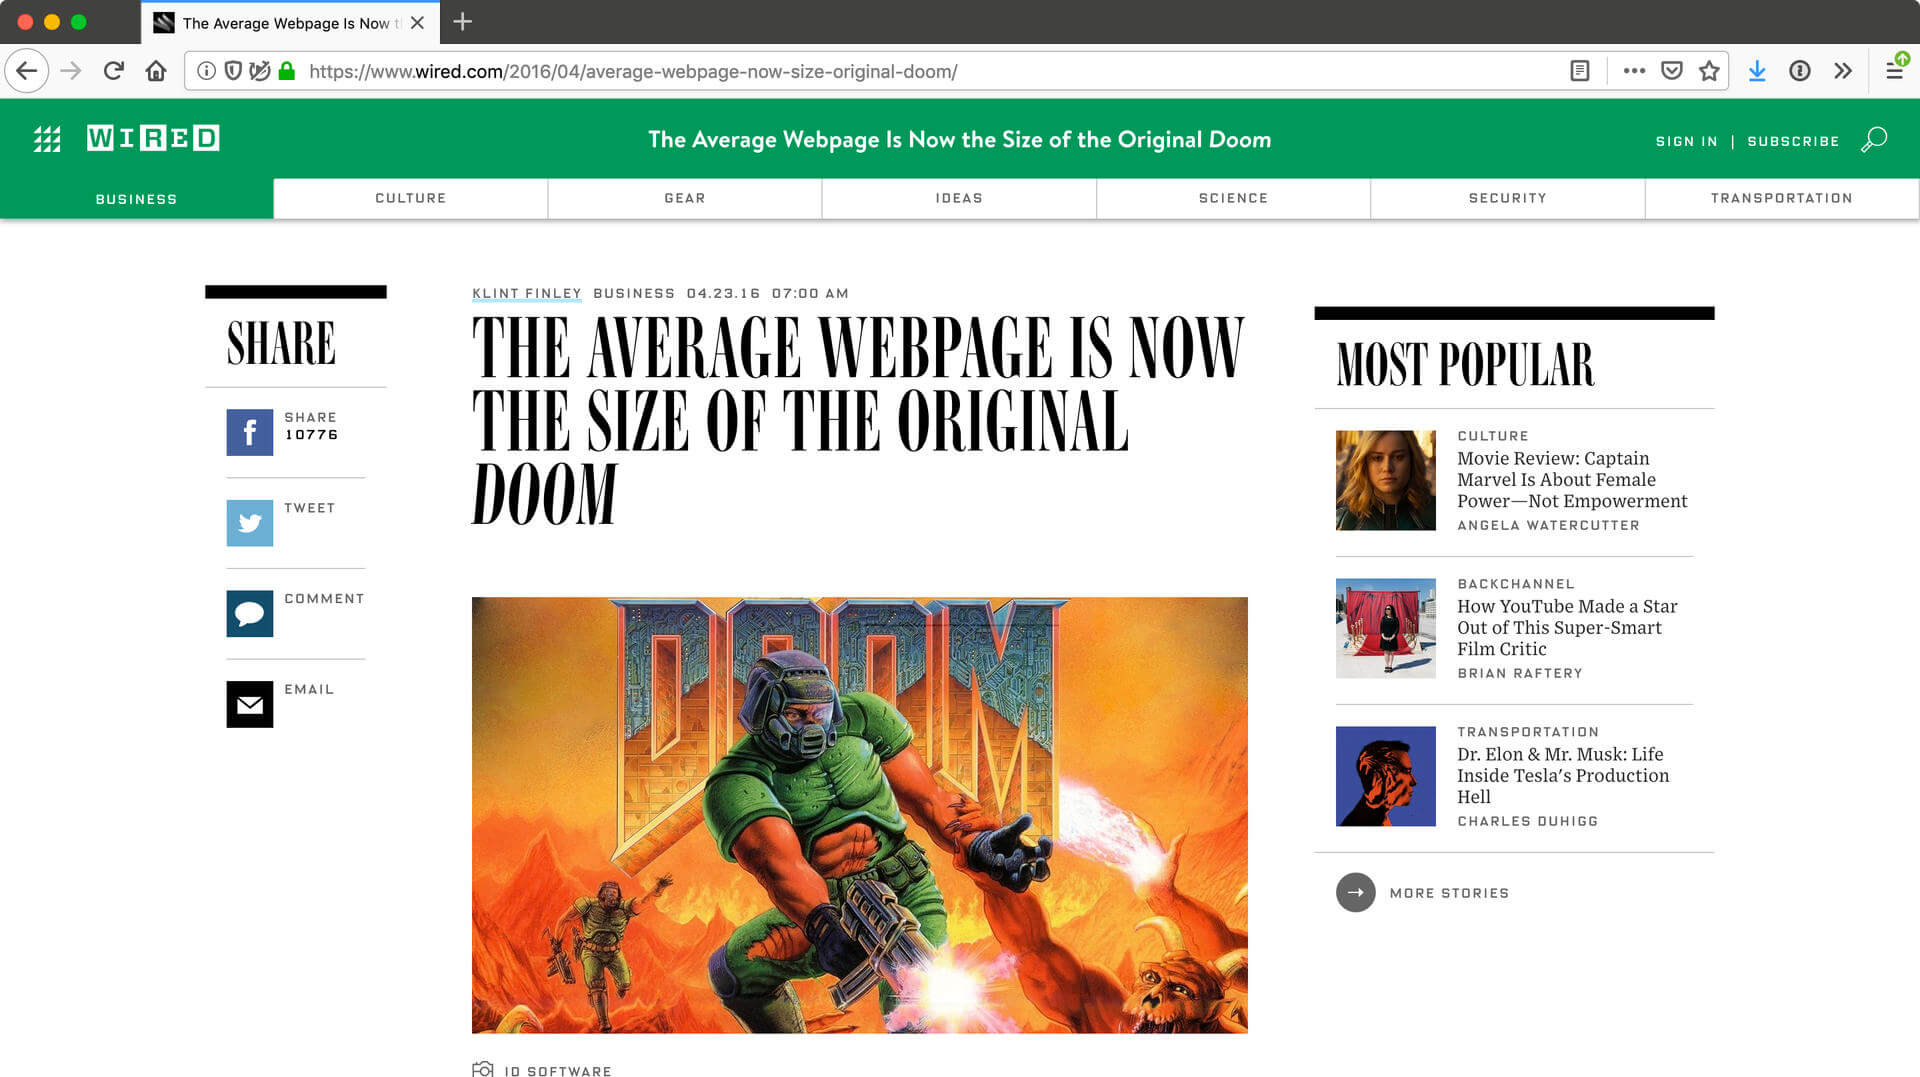 The Average Webpage Is Now t
https://www.wired.com/2016/04/average-webpage-now-size-original-doom/
WIRED
The Average Webpage Is Now the Size of the Original Doom
SIGN IN | SUBSCRIBE
BUSINESS
CULTURE
GEAR
IDEAS
SCIENCE
SECURITY
TRANSPORTATION
SHARE
SHARE
10776
TWEET
COMMENT
EMAIL
KLINT FINLEY BUSINESS 04.23.16 07:00 AM
THE AVERAGE WEBPAGE IS NOW
THE SIZE OF THE ORIGINAL
DOOM
DOOM
ID SOFTWARE
MOST POPULAR
CULTURE
Movie Review: Captain
Marvel Is About Female
Power—Not Empowerment
ANGELA WATERCUTTER
BACKCHANNEL
How YouTube Made a Star
Out of This Super-Smart
Film Critic
BRIAN RAFTERY
TRANSPORTATION
Dr. Elon & Mr. Musk: Life
Inside Tesla's Production
Hell
CHARLES DUHIGG
MORE STORIES